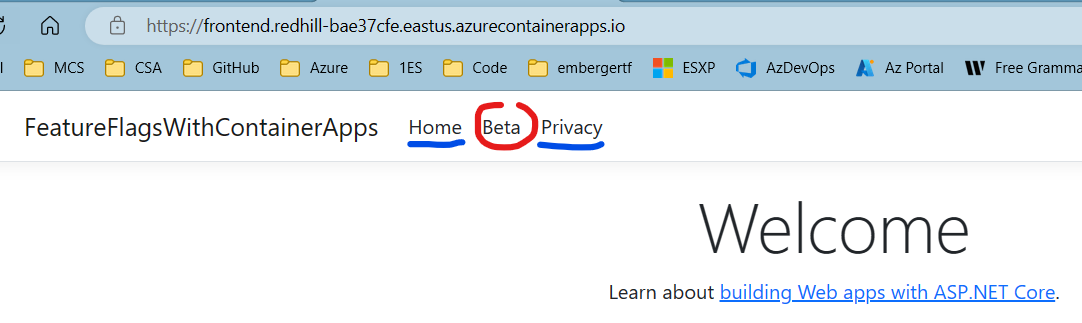 https://frontend.redhill-bae37cfe.eastus.azurecontainerapps.io
MCS CSA GitHub Azure 1ES Code embergertf ESXP AzDevOps Az Portal Free Gramma
FeatureFlagsWithContainerApps Home Beta Privacy
Welcome
Learn about building Web apps with ASP.NET Core.